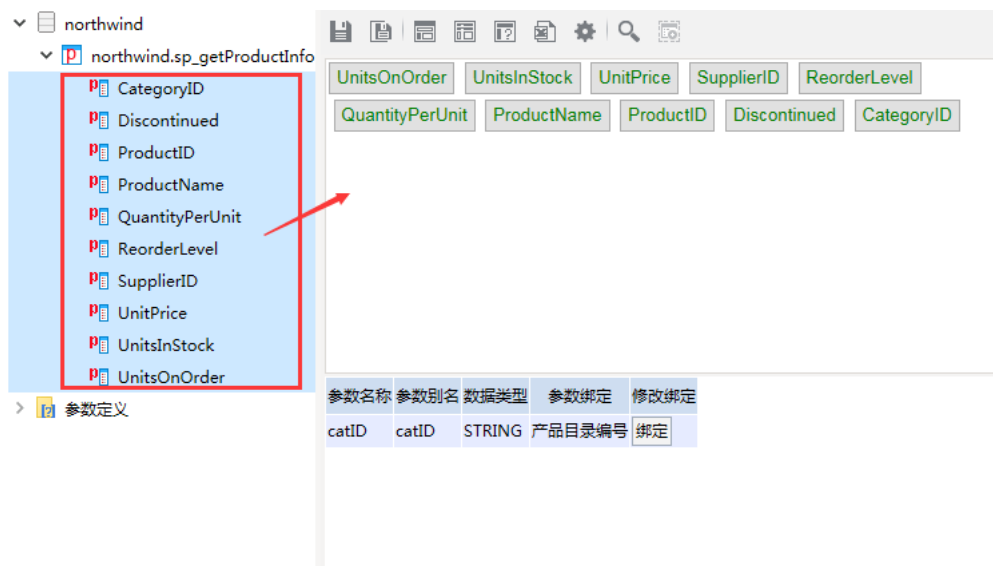 northwind
northwind.sp_getProductInfo
CategoryID
Discontinued
ProductID
ProductName
QuantityPerUnit
ReorderLevel
SupplierID
UnitPrice
UnitsInStock
UnitsOnOrder
参数定义
UnitsOnOrder UnitsInStock UnitPrice SupplierID ReorderLevel
QuantityPerUnit ProductName ProductID Discontinued CategoryID
参数名称 参数别名 数据类型 参数绑定 修改绑定
catID catID STRING 产品目录编号 绑定